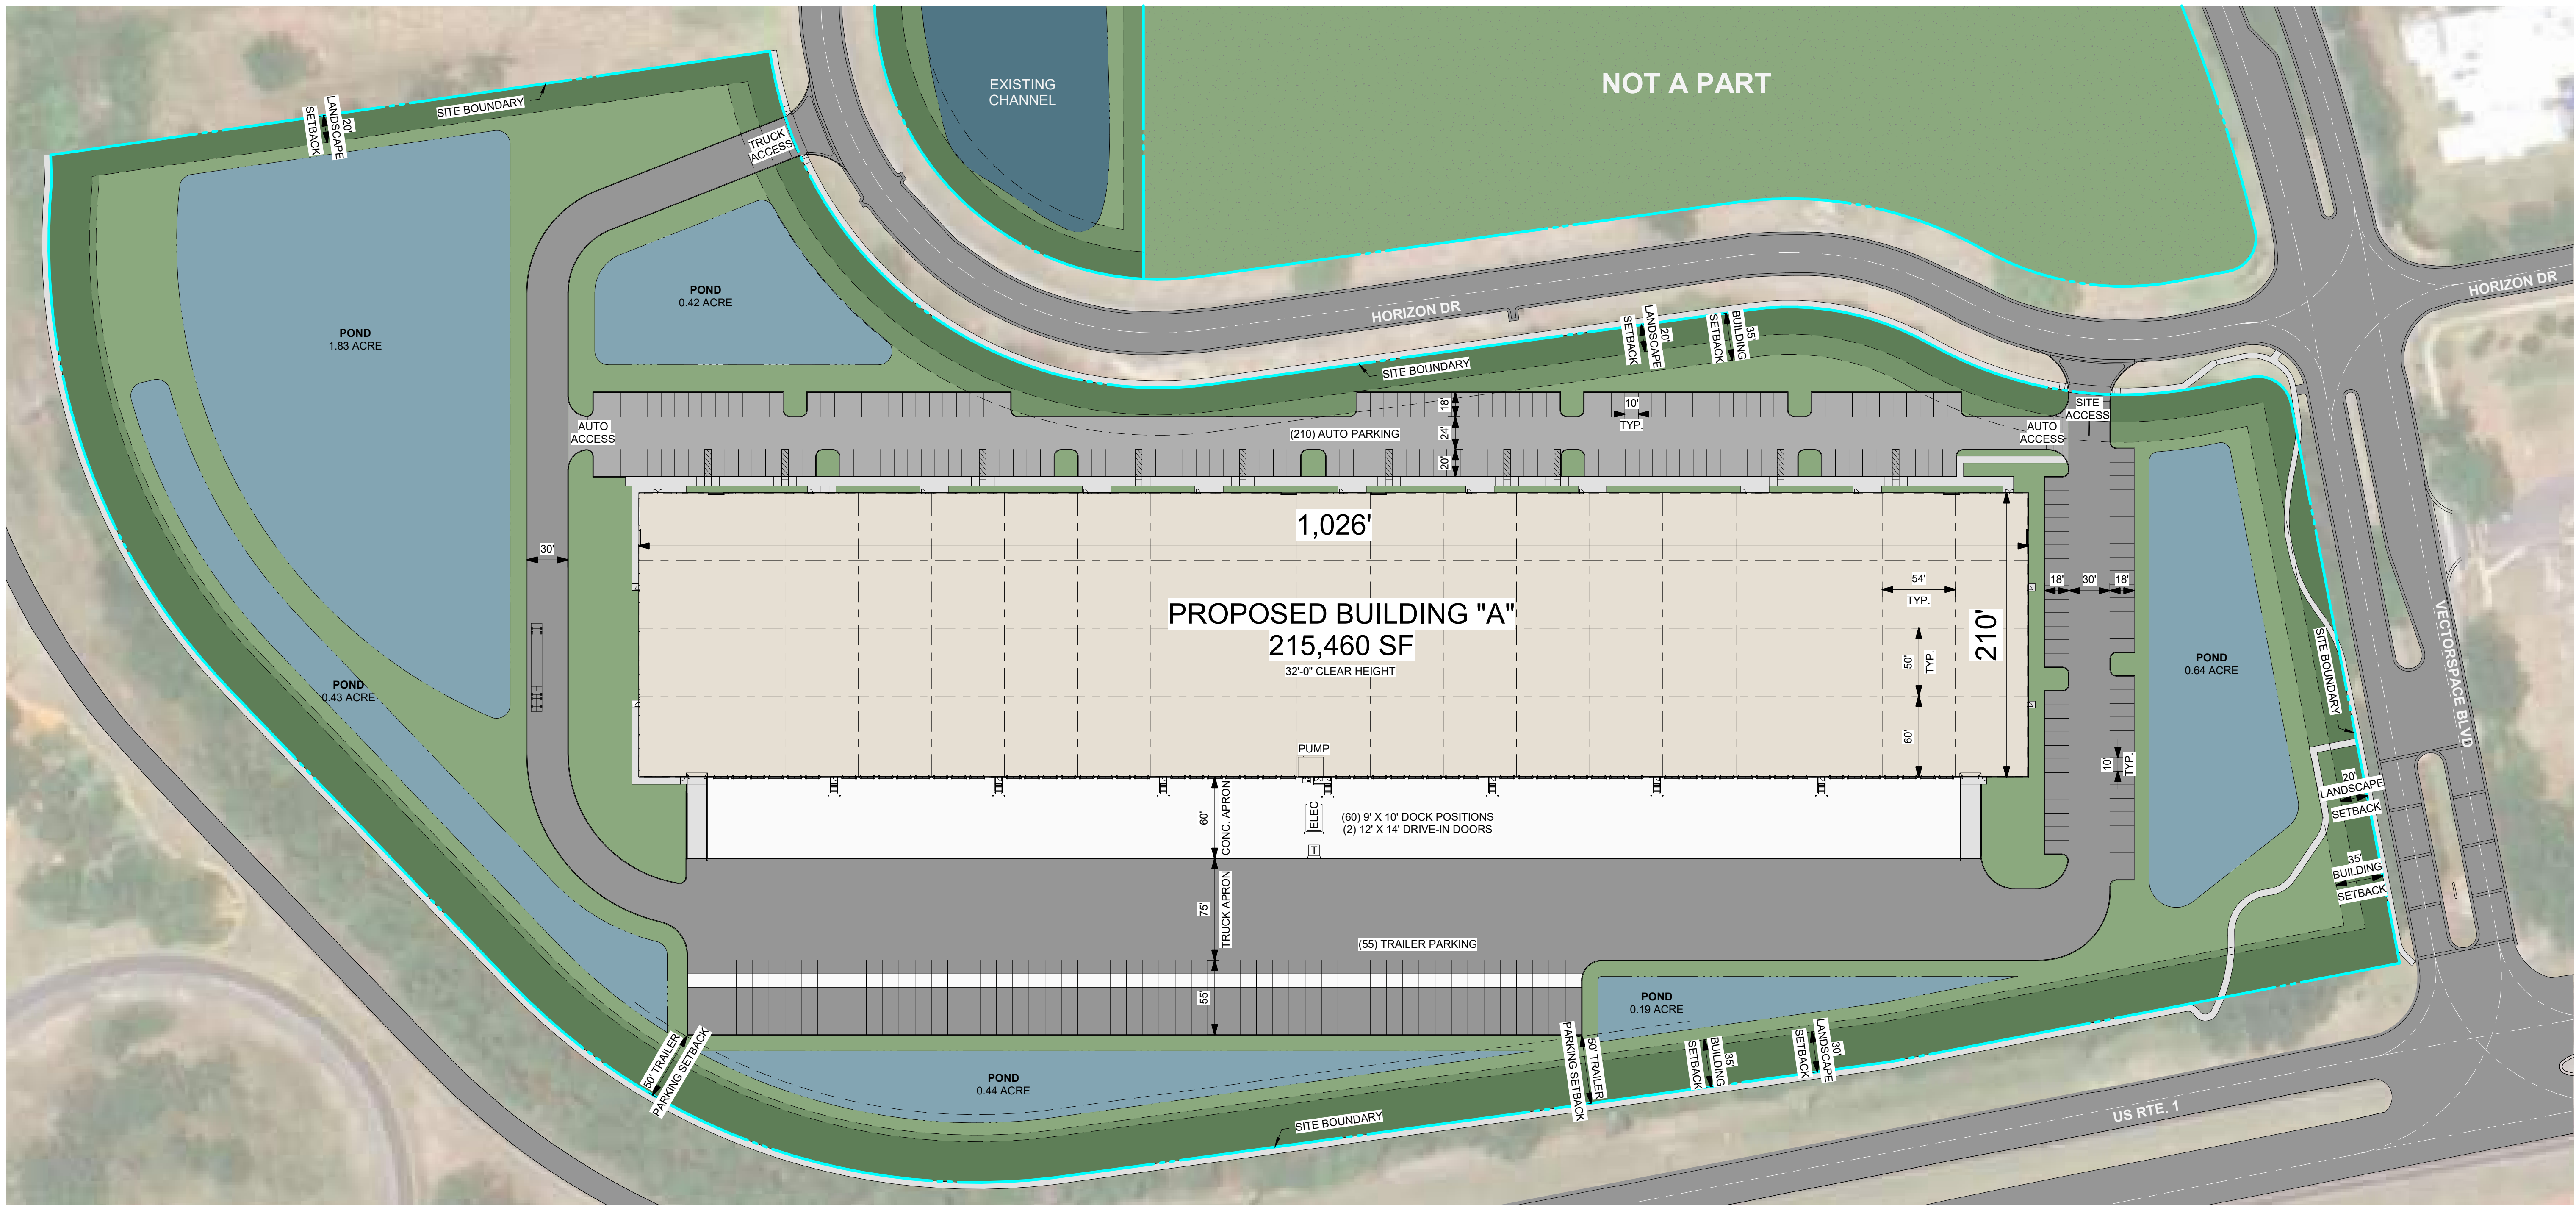 EXISTING
CHANNEL
NOT A PART
SITE BOUNDARY
20'
LANDSCAPE
SETBACK
TRUCK
ACCESS
POND
0.42 ACRE
POND
1.83 ACRE
HORIZON DR
HORIZON DR
20'
LANDSCAPE
SETBACK
35'
BUILDING
SETBACK
SITE BOUNDARY
AUTO
ACCESS
(210) AUTO PARKING
18'
24'
20'
10'
TYP.
SITE
ACCESS
AUTO
ACCESS
1,026'
30'
54'
TYP.
18'
30'
18'
PROPOSED BUILDING "A"
215,460 SF
32'-0" CLEAR HEIGHT
210'
50'
TYP.
60'
POND
0.64 ACRE
SITE BOUNDARY
VECTORSPACE BLVD
POND
0.43 ACRE
PUMP
10'
TYP.
20'
LANDSCAPE
SETBACK
60'
CONC. APRON
ELEC
T
(60) 9' X 10' DOCK POSITIONS
(2) 12' X 14' DRIVE-IN DOORS
35'
BUILDING
SETBACK
75'
TRUCK APRON
(55) TRAILER PARKING
55'
POND
0.19 ACRE
50' TRAILER
PARKING SETBACK
50' TRAILER
PARKING SETBACK
35'
BUILDING
SETBACK
30'
LANDSCAPE
SETBACK
POND
0.44 ACRE
SITE BOUNDARY
US RTE. 1